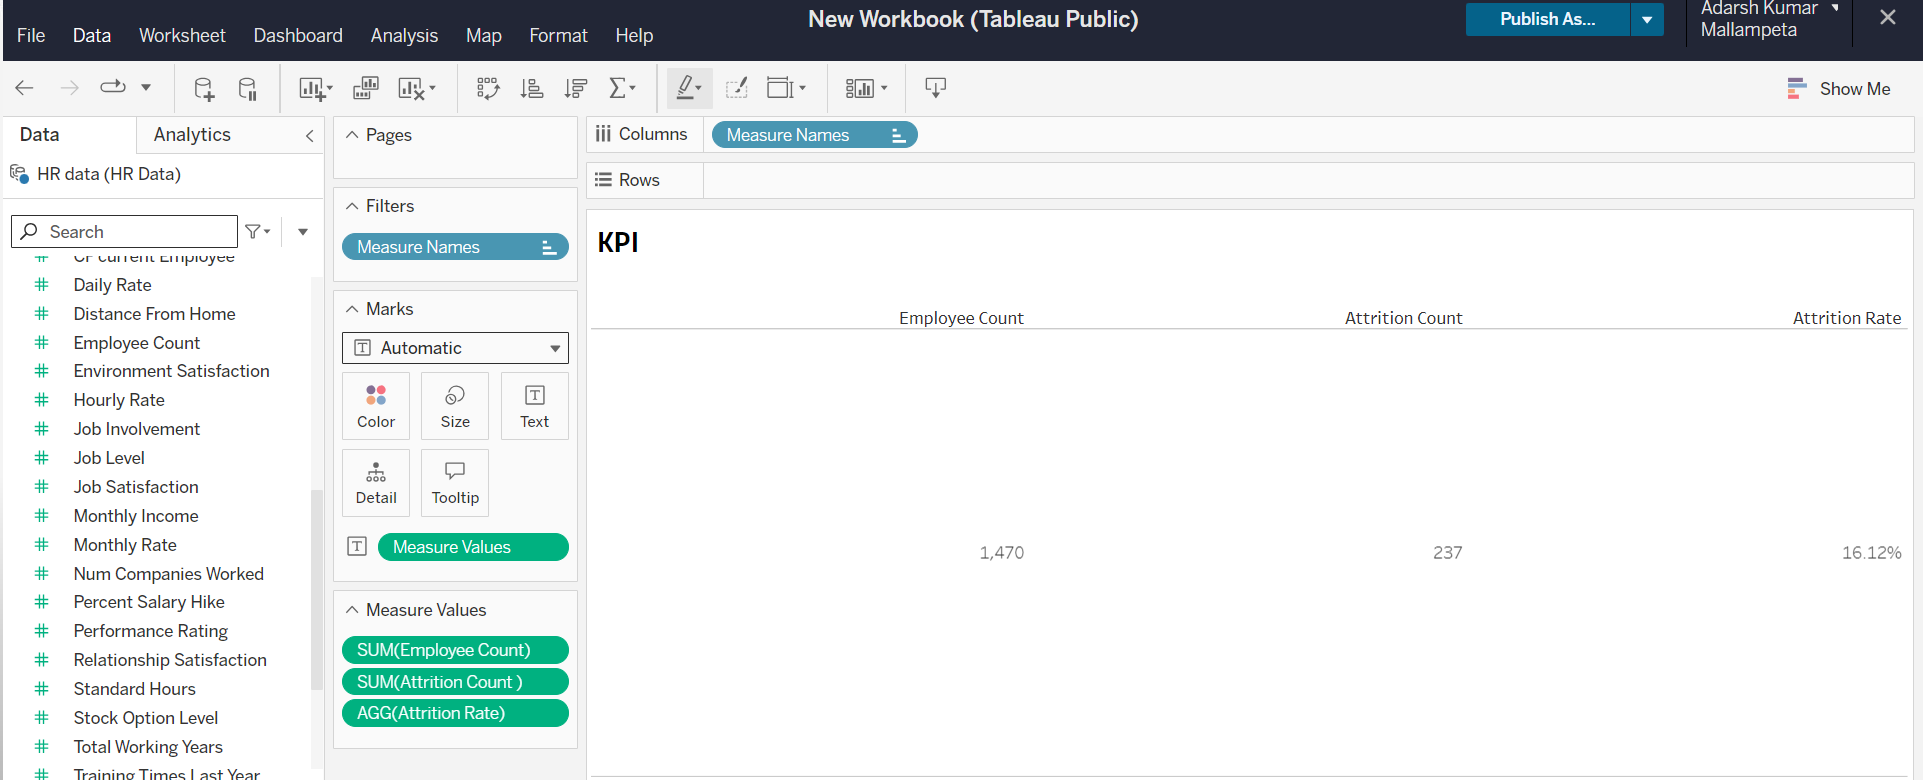 New Workbook (Tableau Public)
Publish As...
Adarsh Kumar
Mallampeta
File Data Worksheet Dashboard Analysis Map Format Help
Show Me
Data Analytics
HR data (HR Data)
Search
CF current Employee
Daily Rate
Distance From Home
Employee Count
Environment Satisfaction
Hourly Rate
Job Involvement
Job Level
Job Satisfaction
Monthly Income
Monthly Rate
Num Companies Worked
Percent Salary Hike
Performance Rating
Relationship Satisfaction
Standard Hours
Stock Option Level
Total Working Years
Training Times Last Year
Pages
Filters
Measure Names
Marks
T Automatic
Color Size T Text
Detail Tooltip
T Measure Values
Measure Values
SUM(Employee Count)
SUM(Attrition Count )
AGG(Attrition Rate)
Columns Measure Names
Rows
KPI
Employee Count Attrition Count Attrition Rate
1,470 237 16.12%